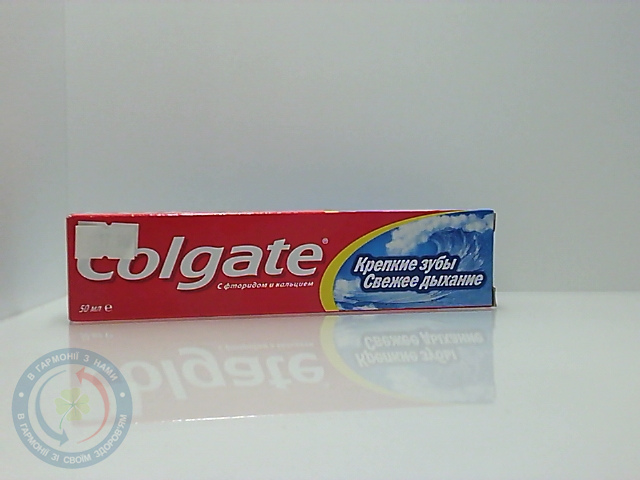 Colgate®
С фторидом и кальцием
50 мл ℮
Крепкие зубы
Свежее дыхание
В ГАРМОНІЇ З НАМИ
В ГАРМОНІЇ ЗІ СВОЇМ ЗДОРОВ'ЯМ